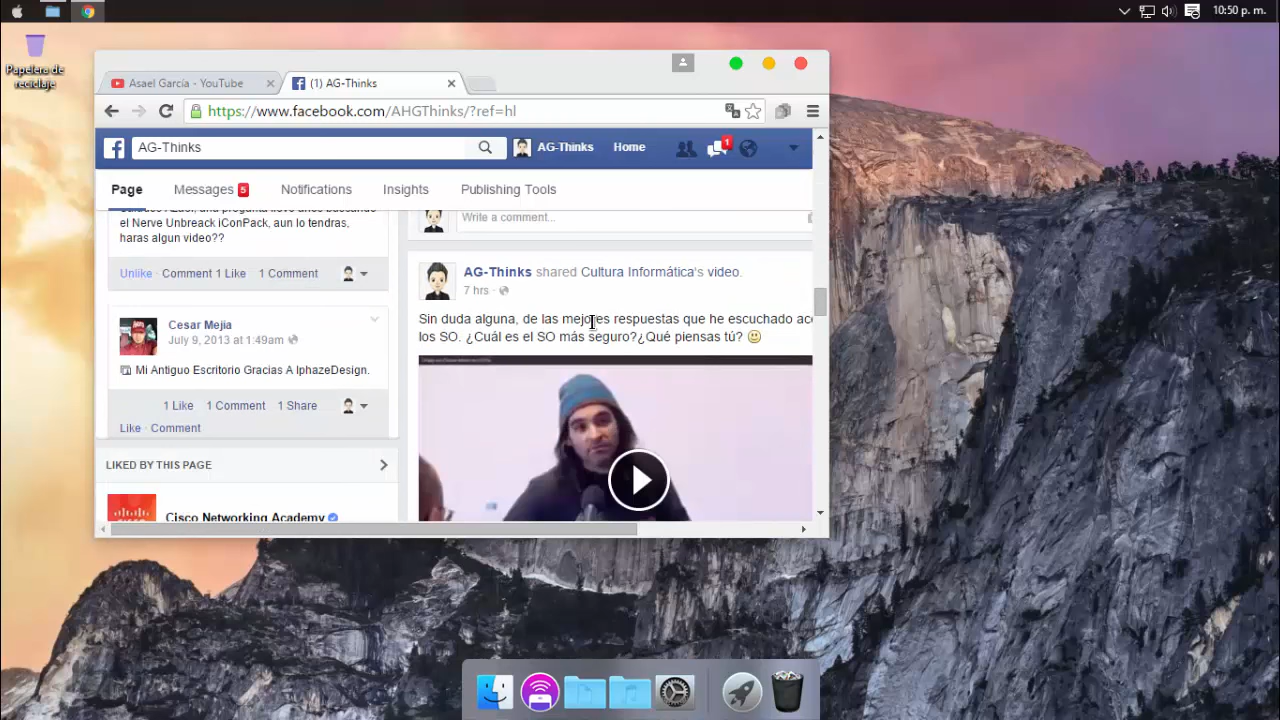 10:50 p. m.
Papelera de
reciclaje
Asael García - YouTube
(1) AG-Thinks
https://www.facebook.com/AHGThinks/?ref=hl
AG-Thinks
AG-Thinks
Home
1
Page
Messages 5
Notifications
Insights
Publishing Tools
el Nerve Unbreack iConPack, aun lo tendras,
haras algun video??
Unlike · Comment 1 Like 1 Comment
Cesar Mejia
July 9, 2013 at 1:49am
Mi Antiguo Escritorio Gracias A IphazeDesign.
1 Like 1 Comment 1 Share
Like · Comment
LIKED BY THIS PAGE
Cisco Networking Academy
Write a comment...
AG-Thinks shared Cultura Informática's video.
7 hrs ·
Sin duda alguna, de las mejores respuestas que he escuchado ace
los SO. ¿Cuál es el SO más seguro?¿Qué piensas tú?